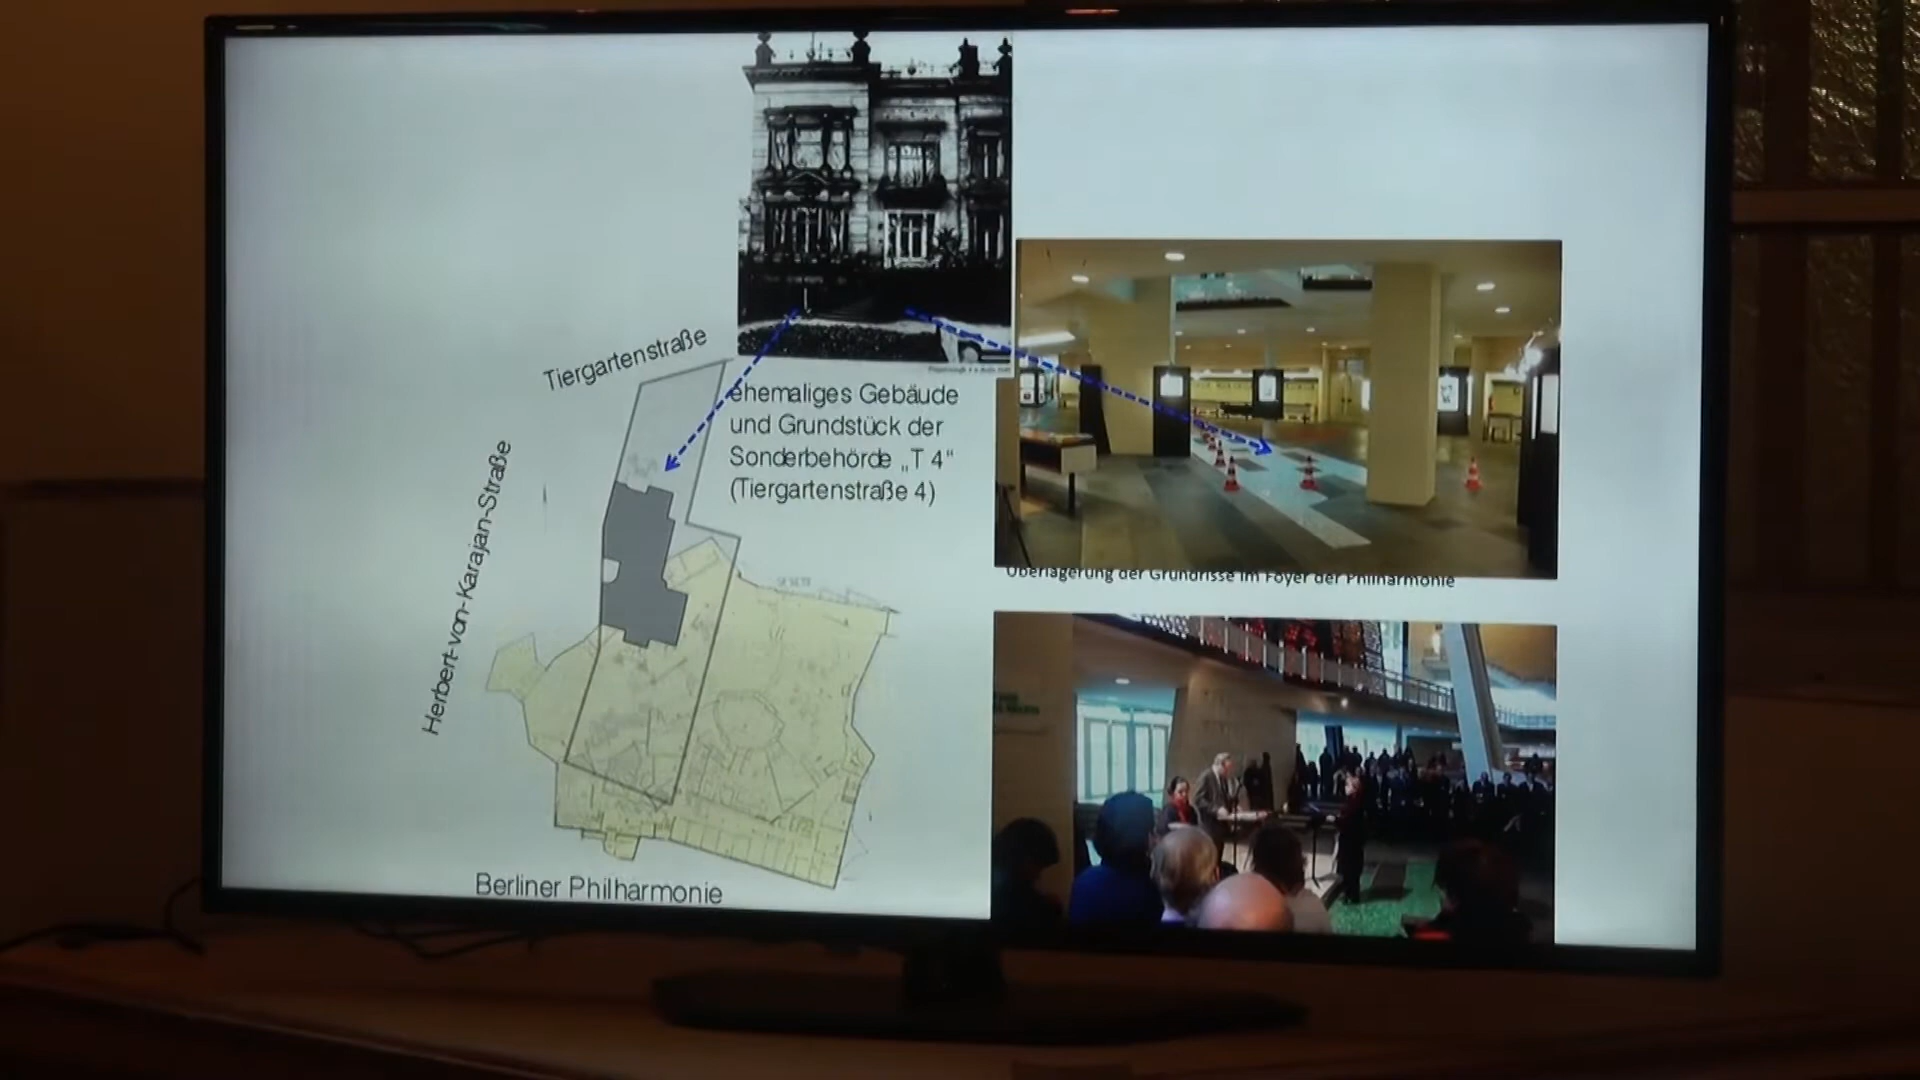 Tiergartenstraße
ehemaliges Gebäude
und Grundstück der
Sonderbehörde „T 4“
(Tiergartenstraße 4)
Herbert-von-Karajan-Straße
Überlagerung der Grundrisse im Foyer der Philharmonie
Berliner Philharmonie